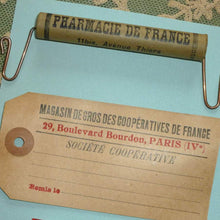 PHARMACIE DE FRANCE
11bis, Avenue Thiers
MAGASIN DE GROS DES COOPÉRATIVES DE FRANCE
29, Boulevard Bourdon, PARIS (IVe)
SOCIÉTÉ COOPÉRATIVE
Remis le